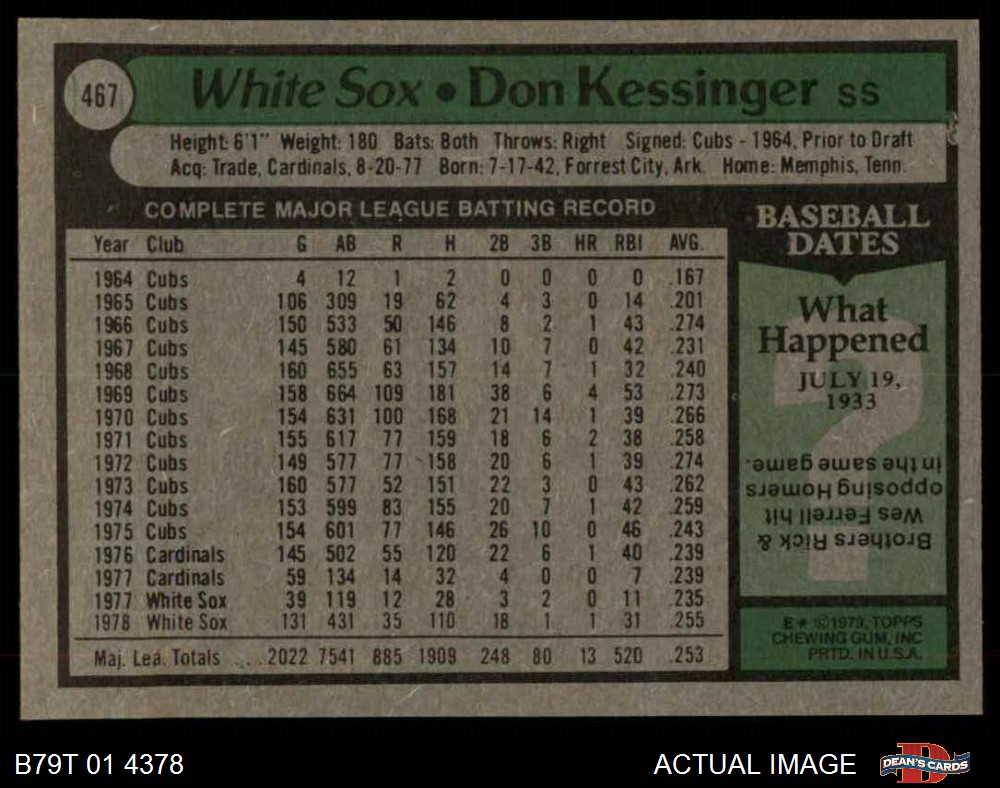 467
White Sox • Don Kessinger SS
Height: 6'1" Weight: 180 Bats: Both Throws: Right Signed: Cubs - 1964, Prior to Draft
Acq: Trade, Cardinals, 8-20-77 Born: 7-17-42, Forrest City, Ark. Home: Memphis, Tenn.
COMPLETE MAJOR LEAGUE BATTING RECORD
Year Club G AB R H 2B 3B HR RBI AVG.
1964 Cubs 4 12 1 2 0 0 0 0 .167
1965 Cubs 106 309 19 62 4 3 0 14 .201
1966 Cubs 150 533 50 146 8 2 1 43 .274
1967 Cubs 145 580 61 134 10 7 0 42 .231
1968 Cubs 160 655 63 157 14 7 1 32 .240
1969 Cubs 158 664 109 181 38 6 4 53 .273
1970 Cubs 154 631 100 168 21 14 1 39 .266
1971 Cubs 155 617 77 159 18 6 2 38 .258
1972 Cubs 149 577 77 158 20 6 1 39 .274
1973 Cubs 160 577 52 151 22 3 0 43 .262
1974 Cubs 153 599 83 155 20 7 1 42 .259
1975 Cubs 154 601 77 146 26 10 0 46 .243
1976 Cardinals 145 502 55 120 22 6 1 40 .239
1977 Cardinals 59 134 14 32 4 0 0 7 .239
1977 White Sox 39 119 12 28 3 2 0 11 .235
1978 White Sox 131 431 35 110 18 1 1 31 .255
Maj. Lea. Totals ....2022 7541 885 1909 248 80 13 520 .253
BASEBALL
DATES
What
Happened
JULY 19,
1933
?
Brothers Rick &
Wes Ferrell hit
opposing Homers
in the same game.
E* ©1979, TOPPS
CHEWING GUM, INC
PRTD. IN U.S.A.
B79T 01 4378
ACTUAL IMAGE
D
DEAN'S CARDS